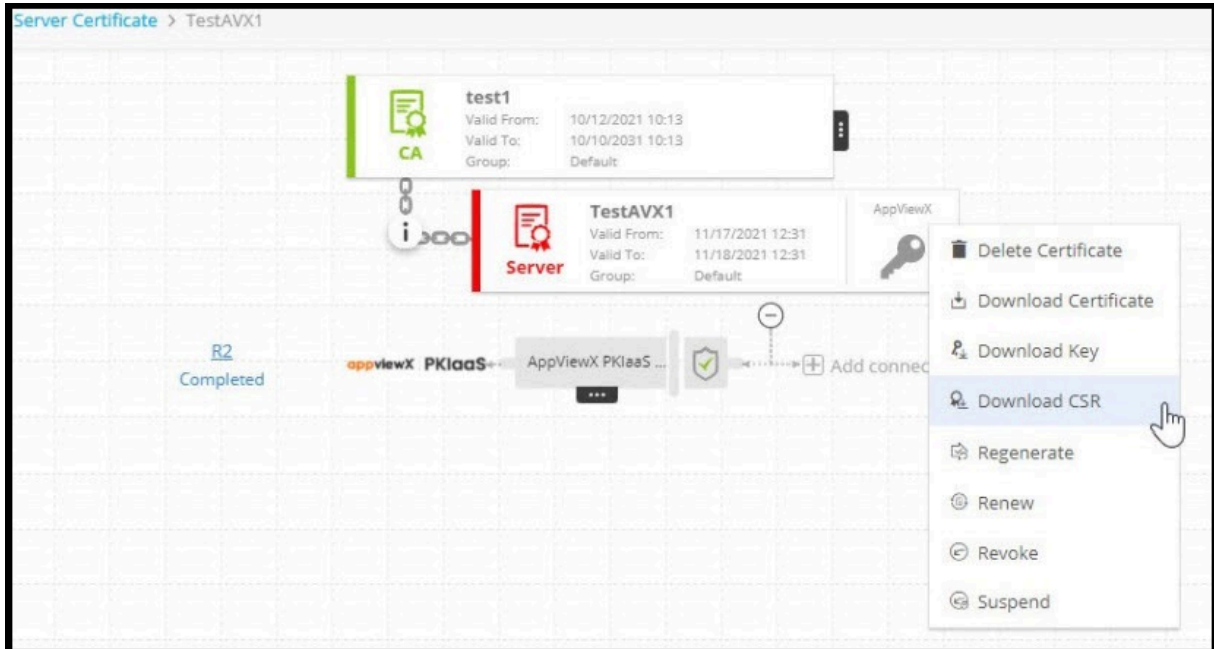 Server Certificate > TestAVX1
test1
Valid From: 10/12/2021 10:13
Valid To: 10/10/2031 10:13
Group: Default
CA
TestAVX1
Valid From: 11/17/2021 12:31
Valid To: 11/18/2021 12:31
Group: Default
Server
AppViewX
i
R2
Completed
appviewX PKIaaS
AppViewX PKIaaS ...
Add connec
Delete Certificate
Download Certificate
Download Key
Download CSR
Regenerate
Renew
Revoke
Suspend